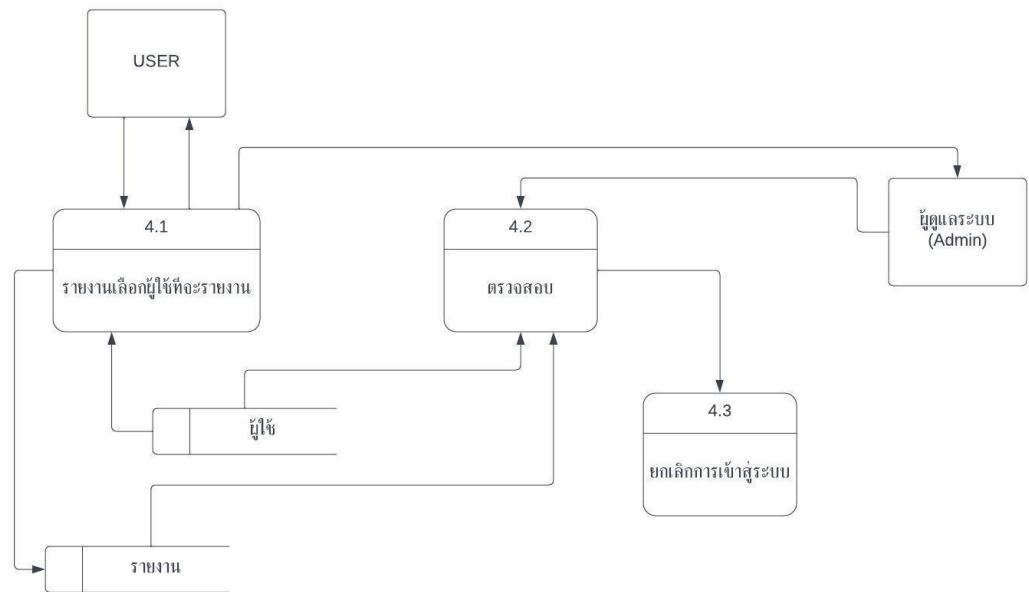 USER
4.1
รายงานเลือกผู้ใช้ที่จะรายงาน
4.2
ตรวจสอบ
ผู้ดูแลระบบ
(Admin)
ผู้ใช้
4.3
ยกเลิกการเข้าสู่ระบบ
รายงาน